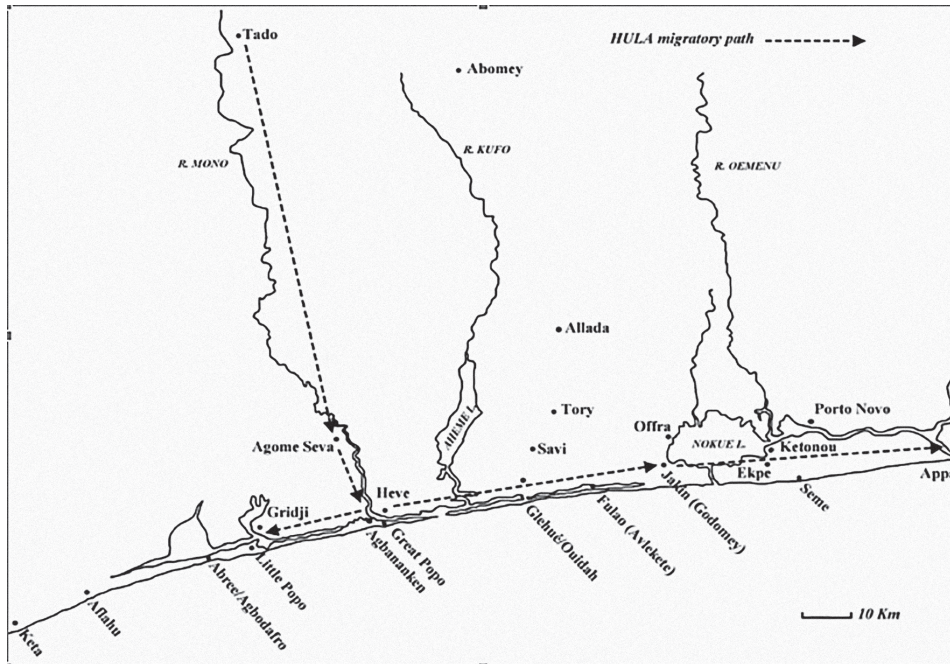 Tado
HULA migratory path
Abomey
R. MONO
R. KUFO
R. OEMENU
Allada
Tory
Porto Novo
Offra
AHEME L.
NOKUE L.
Agome Seva
Savi
Ketonou
Ekpe
Appa
Heve
Gridji
Seme
Jakin (Godomey)
Fulao (Avlekete)
Glehué/Ouidah
Great Popo
Agbananken
Little Popo
Abree/Agbodafro
Aflahu
Keta
10 Km